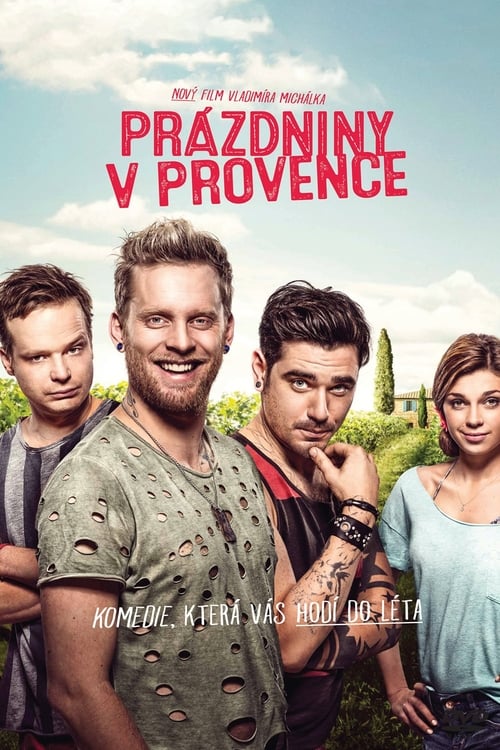 NOVÝ FILM VLADIMÍRA MICHÁLKA
PRÁZDNINY
V PROVENCE
KOMEDIE, KTERÁ VÁS HODÍ DO LÉTA